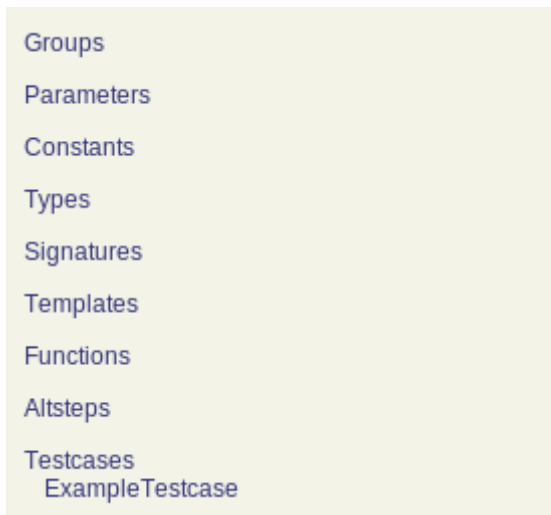 Groups
Parameters
Constants
Types
Signatures
Templates
Functions
Altsteps
Testcases
ExampleTestcase